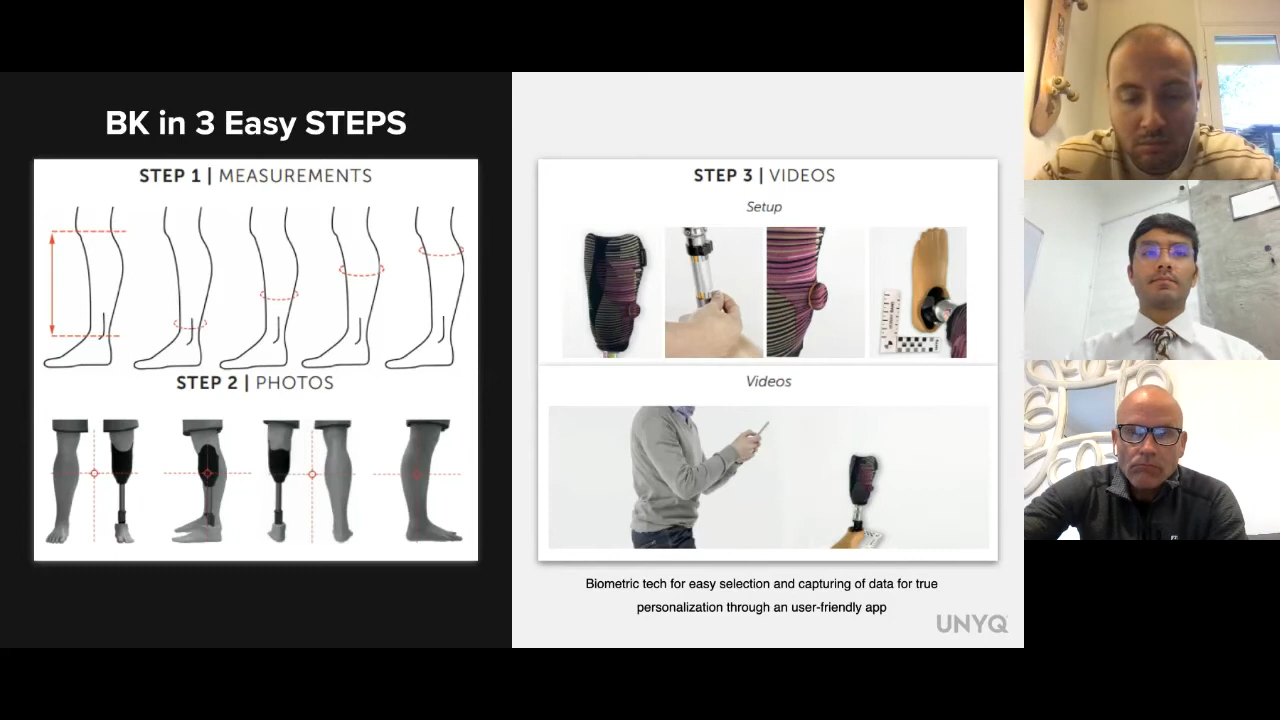 BK in 3 Easy STEPS
STEP 1 | MEASUREMENTS
STEP 2 | PHOTOS
STEP 3 | VIDEOS
Setup
Videos
Biometric tech for easy selection and capturing of data for true
personalization through an user-friendly app
UNYQ